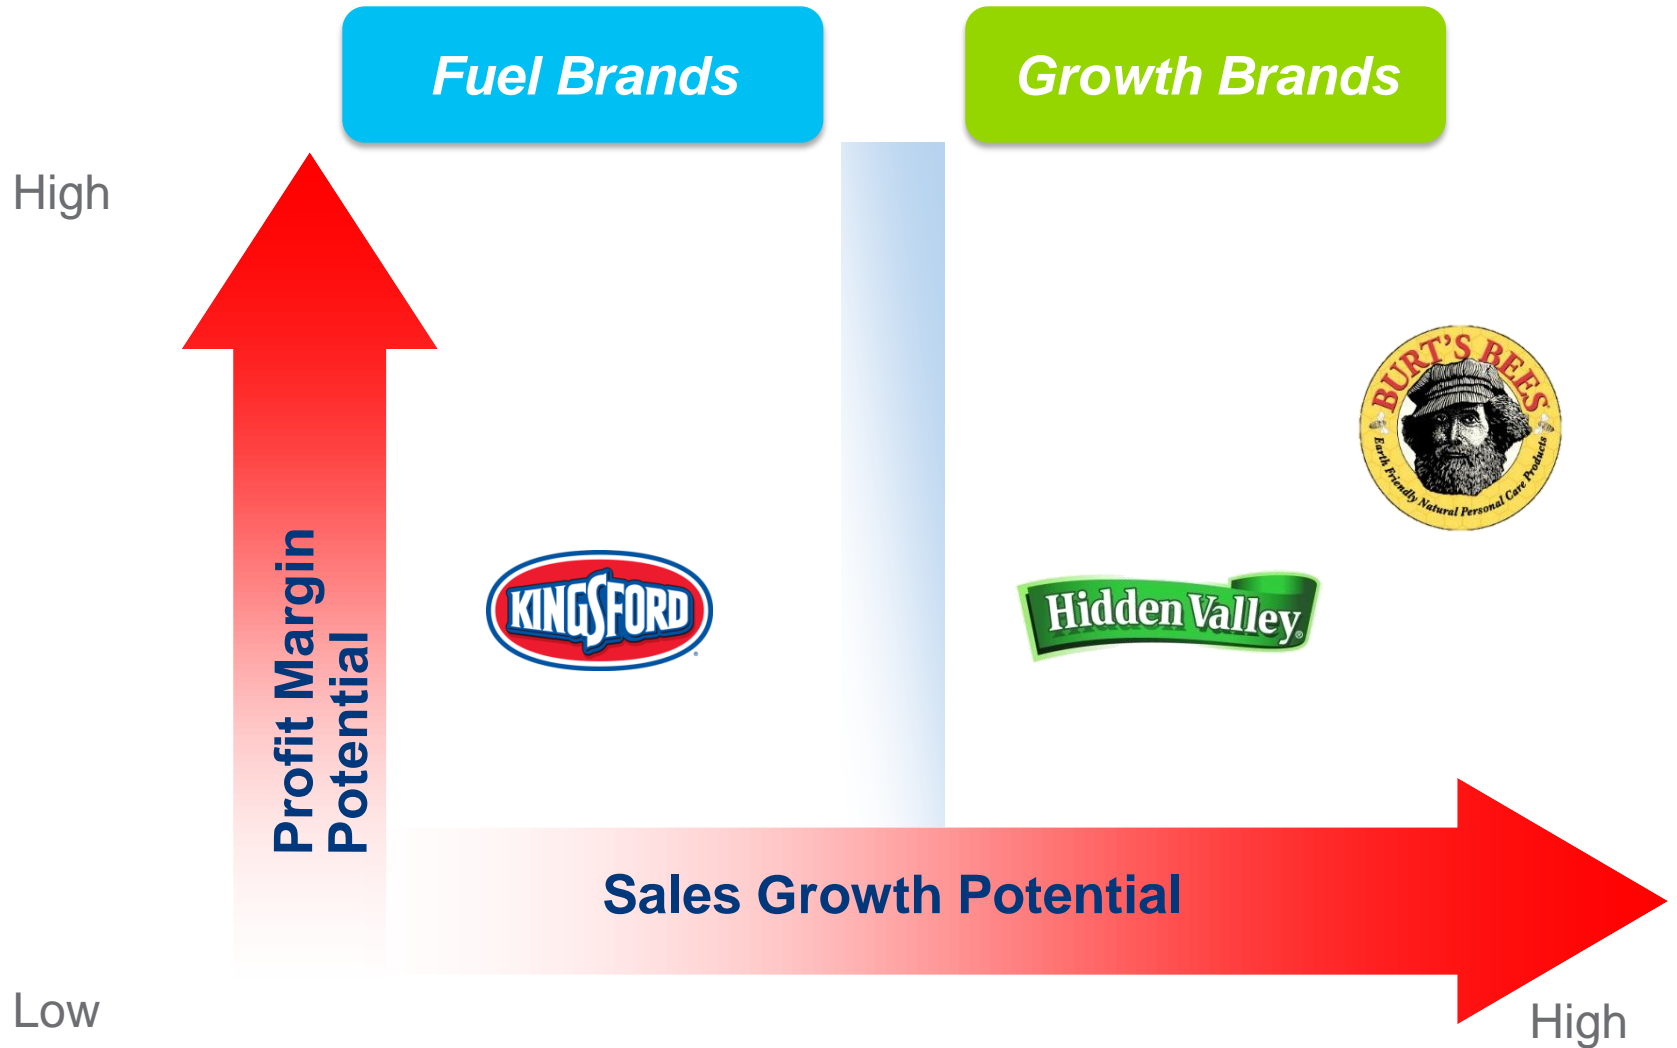 Fuel Brands
Growth Brands
High
BURT'S BEES
Earth Friendly Natural Personal Care Products
KINGSFORD
Hidden Valley®
Profit Margin
Potential
Sales Growth Potential
Low
High